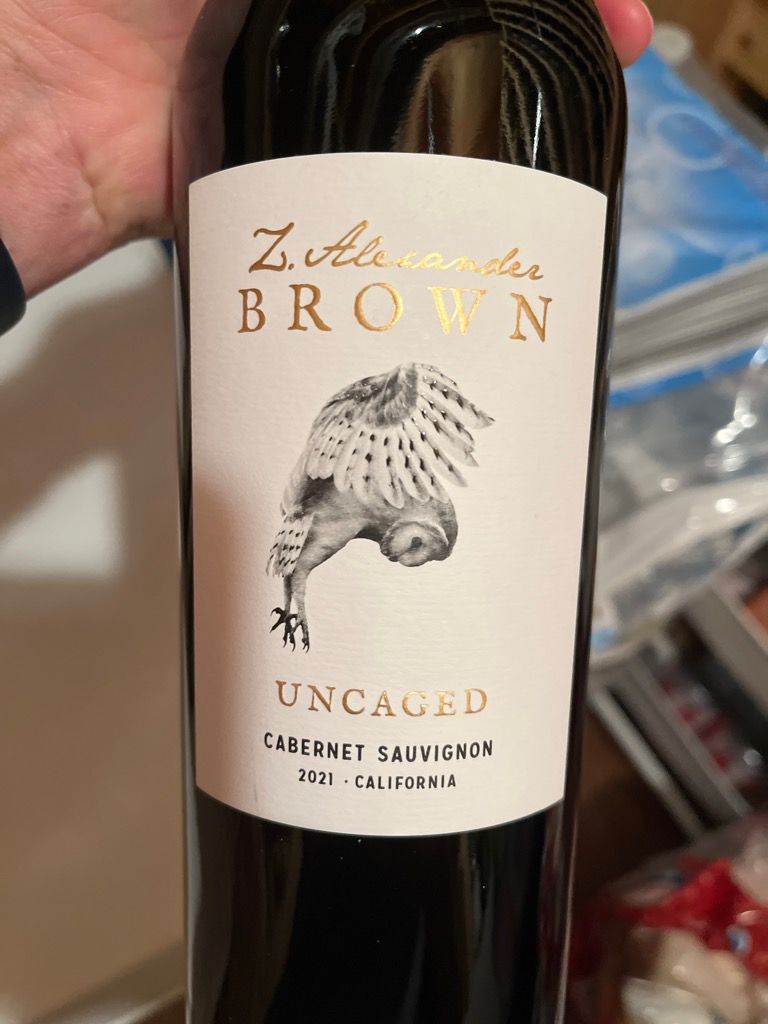 Z. Alexander
BROWN
UNCAGED
CABERNET SAUVIGNON
2021 · CALIFORNIA